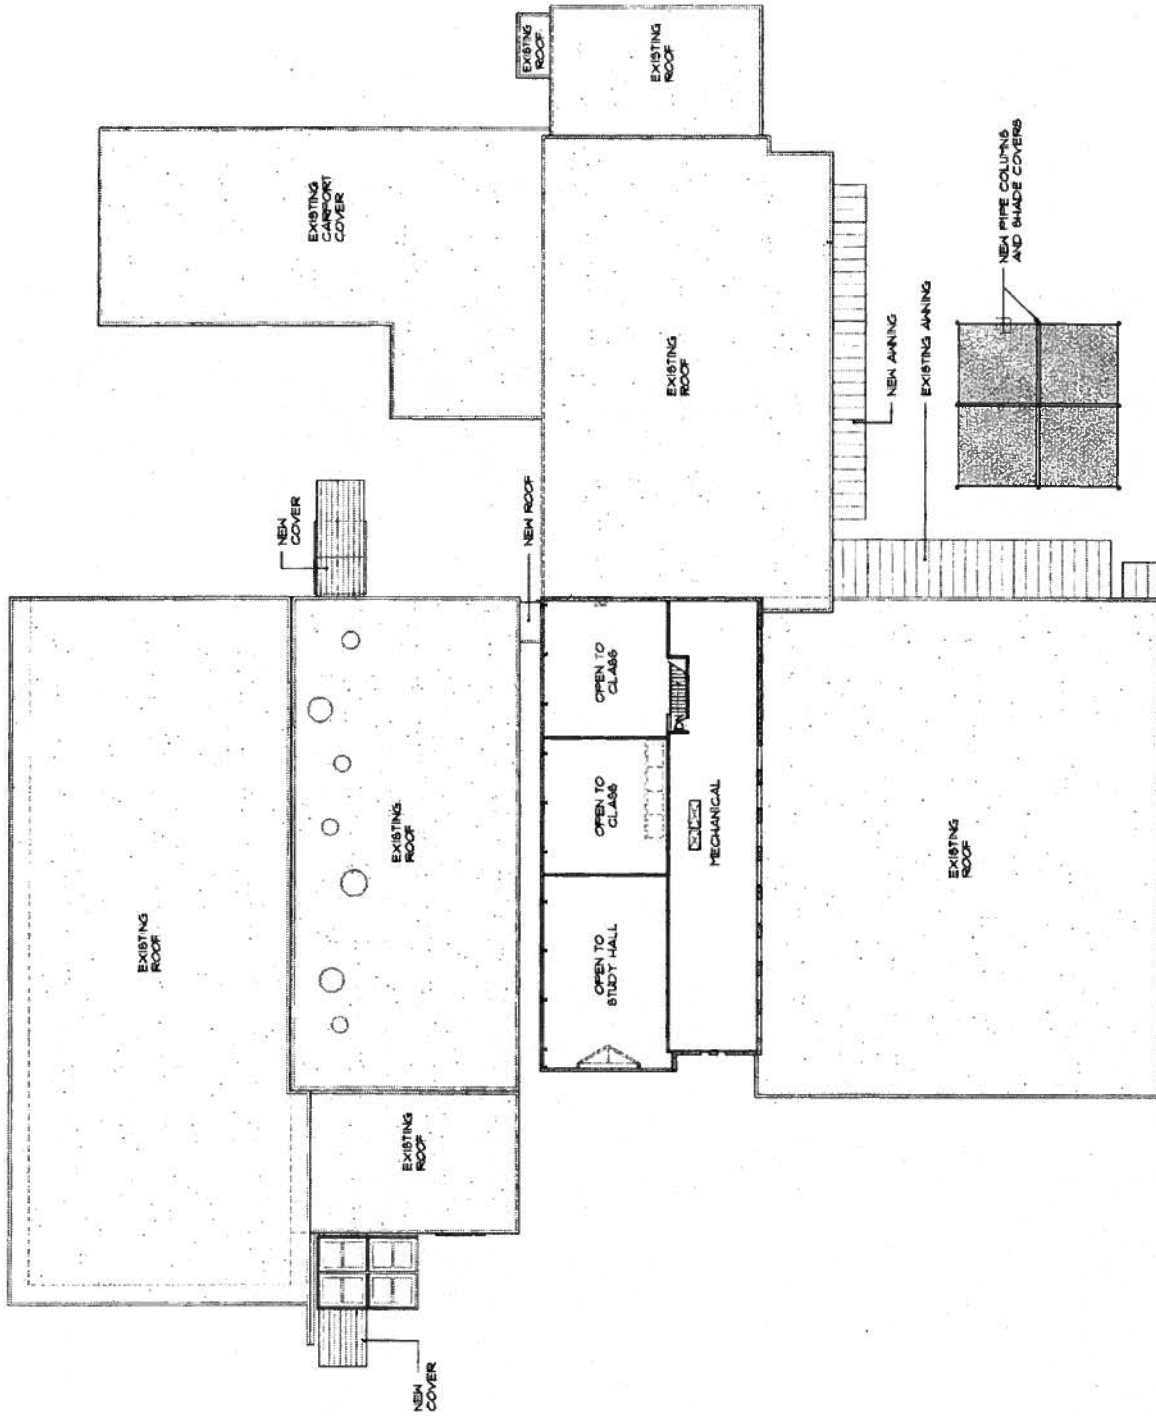 EXISTING
ROOF
EXISTING
ROOF
EXISTING
CARPORT
COVER
NEW PIPE COLUMNS
AND SHADE COVERS
EXISTING
ROOF
NEW AWNING
EXISTING AWNING
NEW
COVER
NEW ROOF
OPEN TO
CLASS
DN
EXISTING
ROOF
EXISTING
ROOF
OPEN TO
CLASS
MECHANICAL
EXISTING
ROOF
OPEN TO
STUDY HALL
EXISTING
ROOF
NEW
COVER